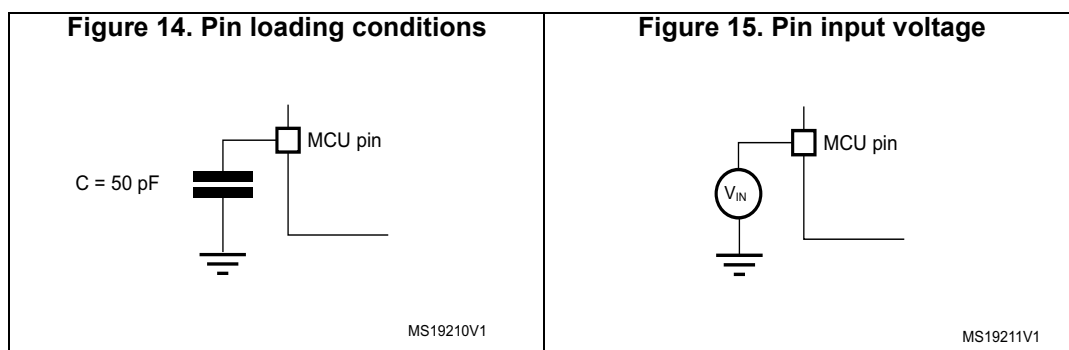 Figure 14. Pin loading conditions
MCU pin
C = 50 pF
MS19210V1
Figure 15. Pin input voltage
MCU pin
VIN
MS19211V1